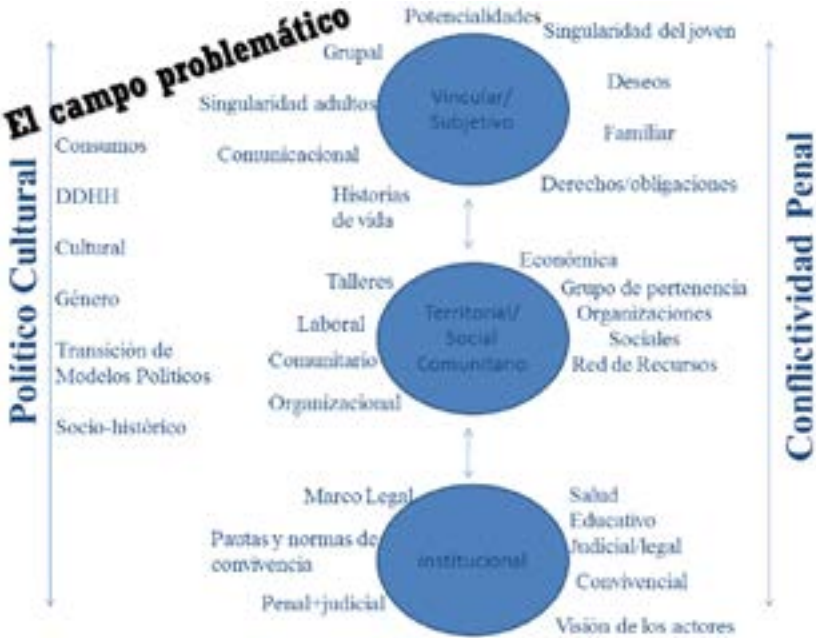 El campo problemático
Político Cultural
Consumos
DDHH
Cultural
Género
Transición de
Modelos Políticos
Socio-histórico
Potencialidades
Grupal
Singularidad adultos
Comunicacional
Historias
de vida
Vincular/
Subjetivo
Singularidad del joven
Deseos
Familiar
Derechos/obligaciones
Talleres
Laboral
Comunitario
Organizacional
Territorial/
Social
Comunitario
Económica
Grupo de pertenencia
Organizaciones
Sociales
Red de Recursos
Marco Legal
Pautas y normas de
convivencia
Penal+judicial
Institucional
Salud
Educativo
Judicial/legal
Convivencial
Visión de los actores
Conflictividad Penal